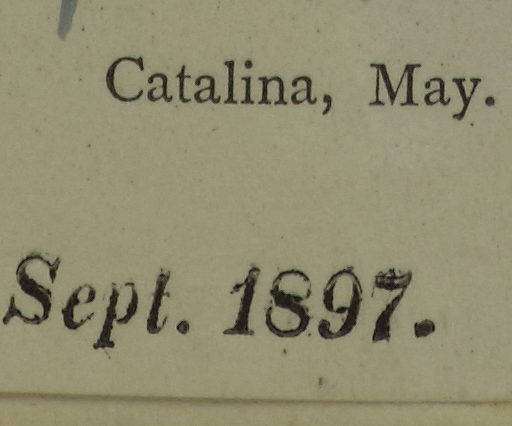 Catalina, May.
Sept. 1897.